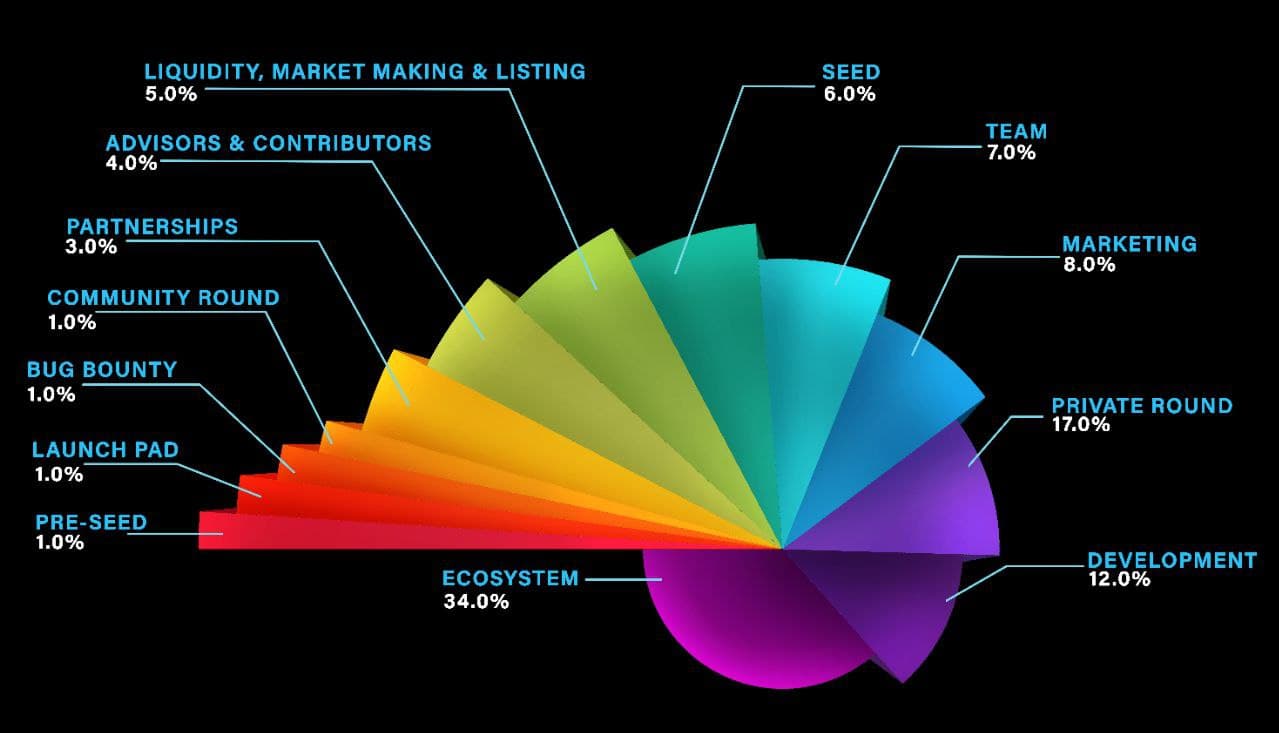 LIQUIDITY, MARKET MAKING & LISTING
5.0%
SEED
6.0%
ADVISORS & CONTRIBUTORS
4.0%
TEAM
7.0%
PARTNERSHIPS
3.0%
MARKETING
8.0%
COMMUNITY ROUND
1.0%
BUG BOUNTY
1.0%
PRIVATE ROUND
17.0%
LAUNCH PAD
1.0%
PRE-SEED
1.0%
DEVELOPMENT
12.0%
ECOSYSTEM
34.0%